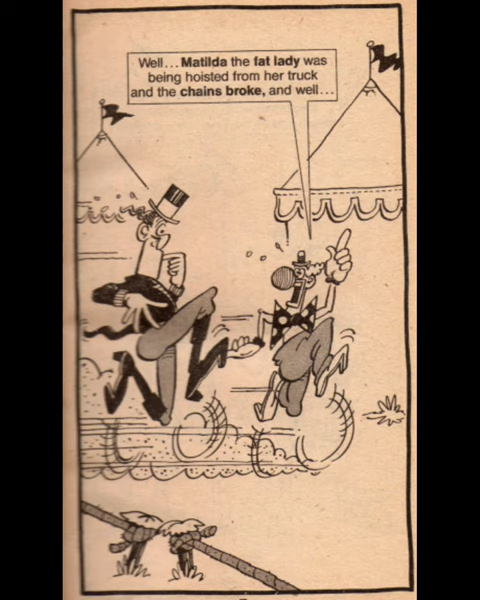 Well... Matilda the fat lady was
being hoisted from her truck
and the chains broke, and well...